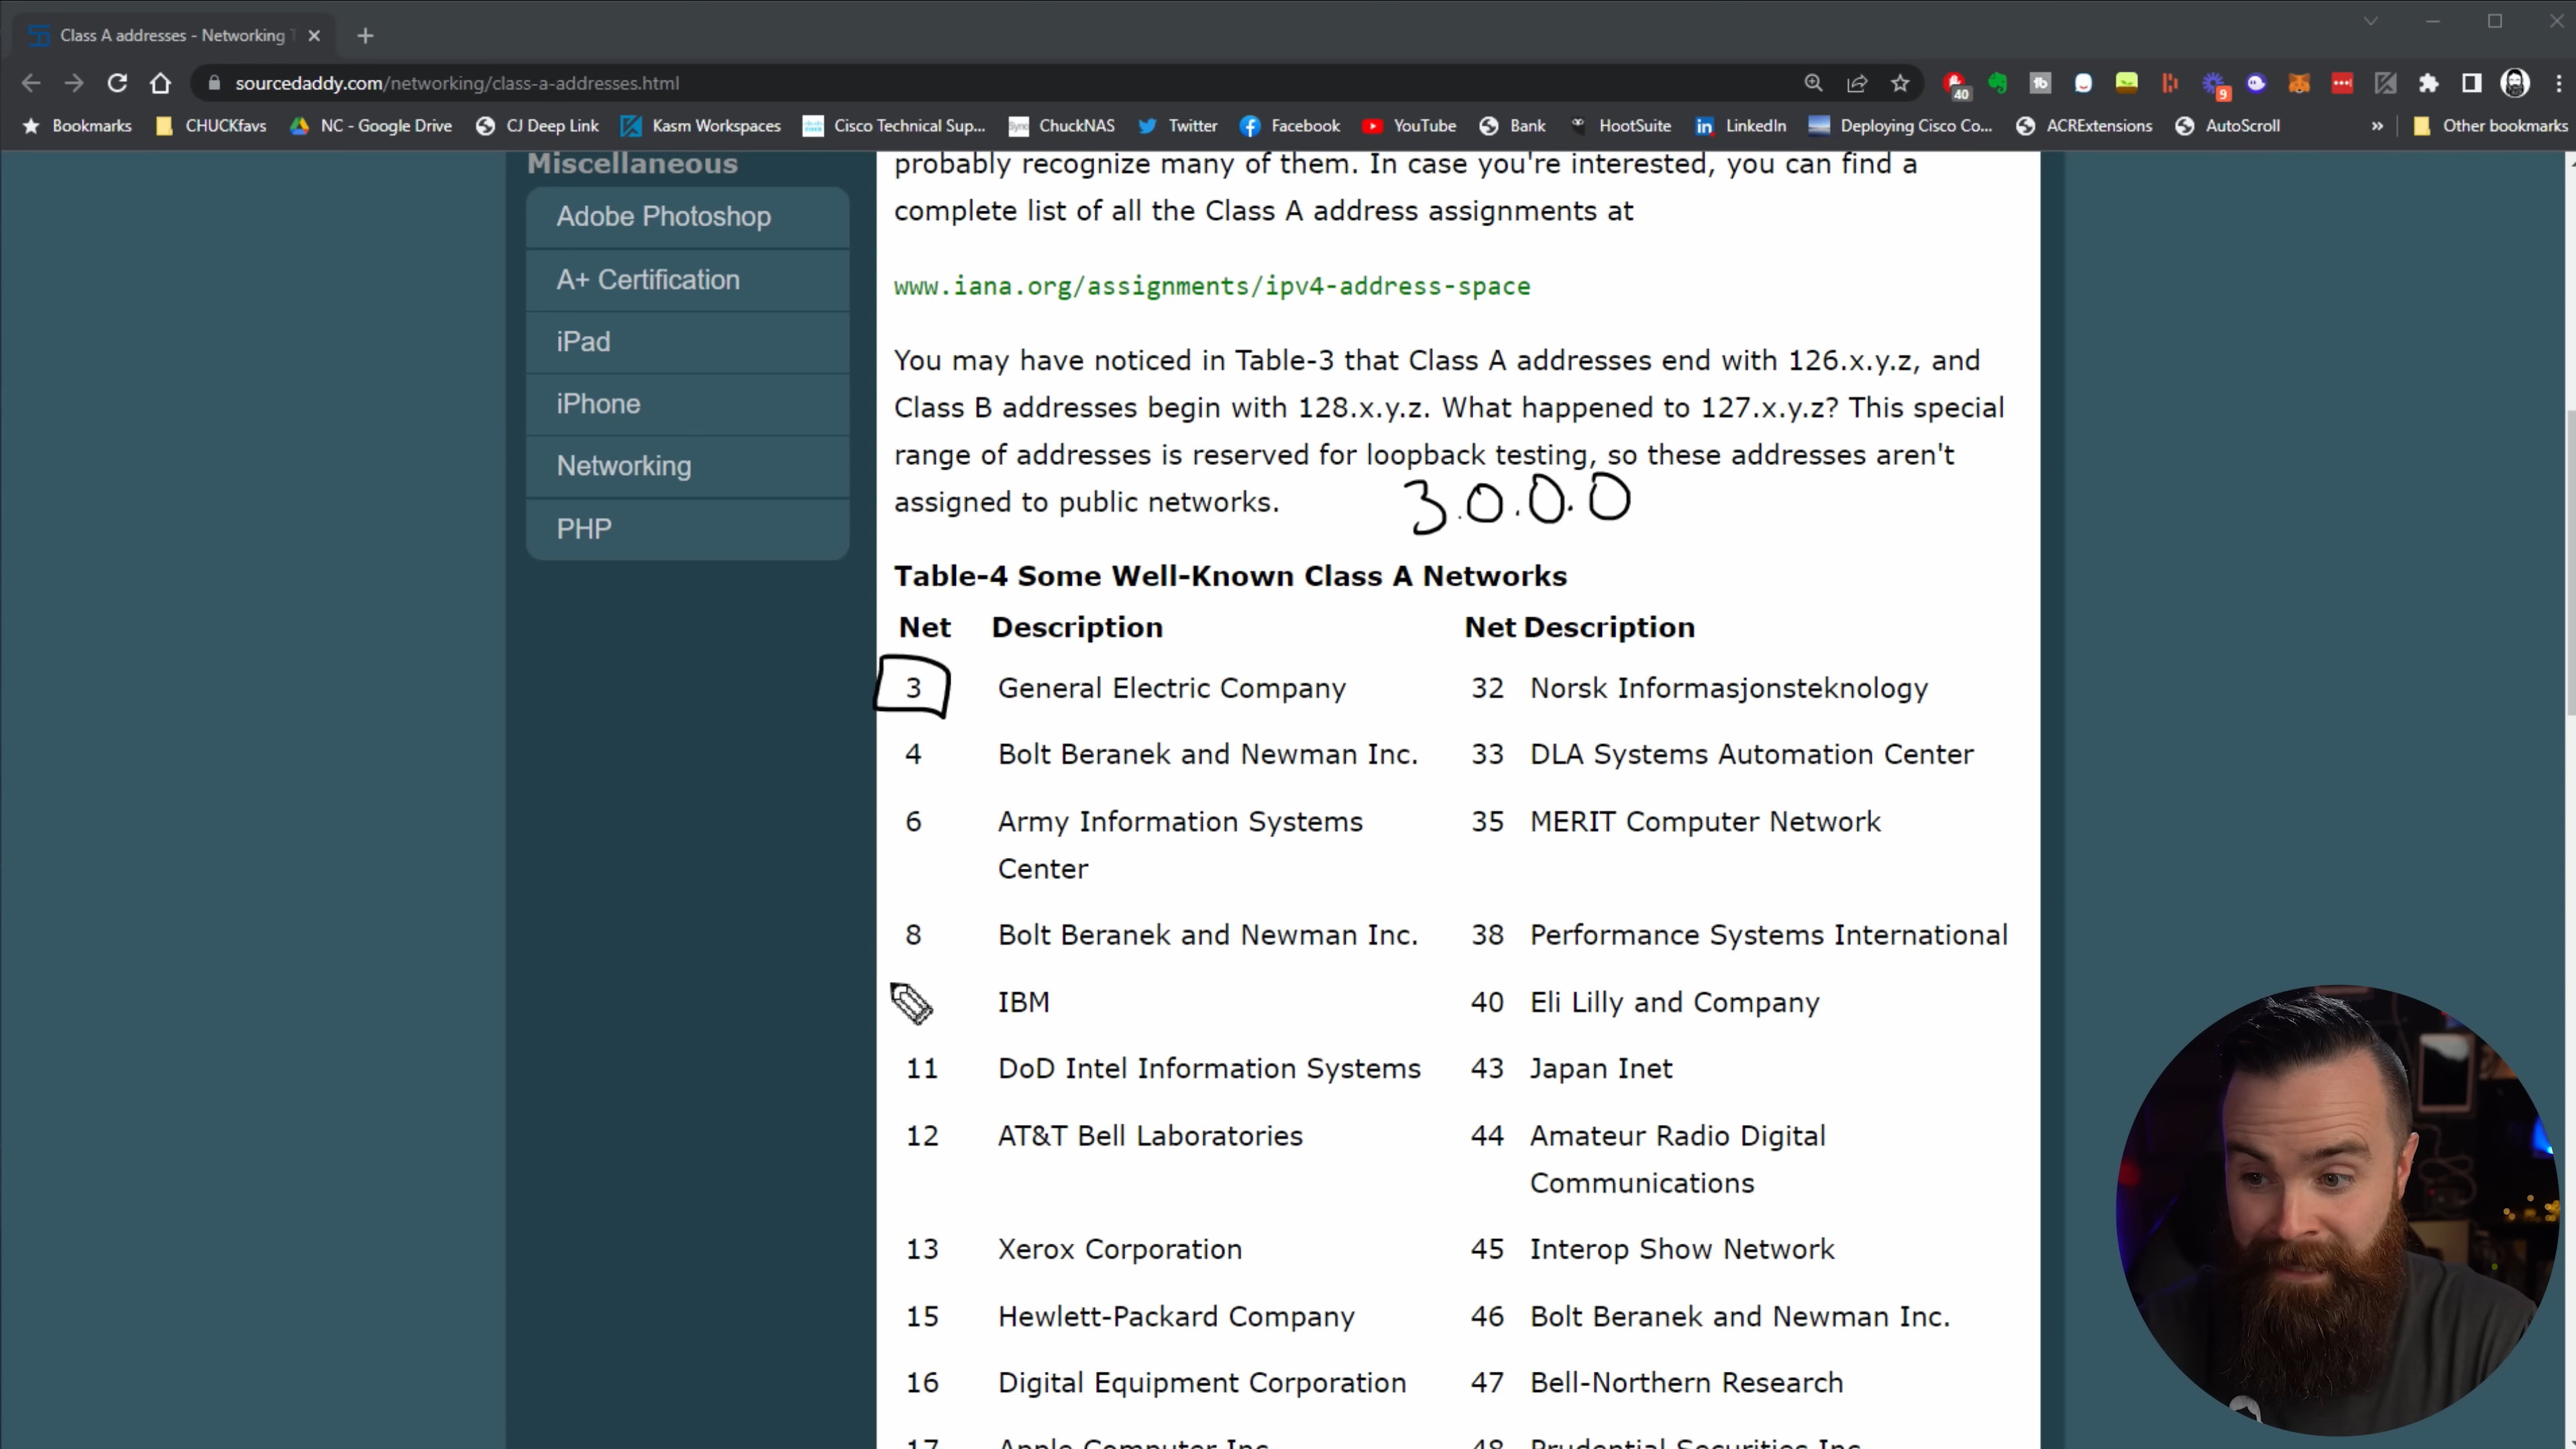 Class A addresses - Networking T
sourcedaddy.com/networking/class-a-addresses.html
40
9
Bookmarks CHUCKfavs NC - Google Drive CJ Deep Link Kasm Workspaces Cisco Technical Sup... ChuckNAS Twitter Facebook YouTube Bank HootSuite LinkedIn Deploying Cisco Co... ACRExtensions AutoScroll » Other bookmarks
Miscellaneous
Adobe Photoshop
A+ Certification
iPad
iPhone
Networking
PHP
probably recognize many of them. In case you're interested, you can find a
complete list of all the Class A address assignments at
www.iana.org/assignments/ipv4-address-space
You may have noticed in Table-3 that Class A addresses end with 126.x.y.z, and
Class B addresses begin with 128.x.y.z. What happened to 127.x.y.z? This special
range of addresses is reserved for loopback testing, so these addresses aren't
assigned to public networks.
3.0.0.0
Table-4 Some Well-Known Class A Networks
Net Description Net Description
3 General Electric Company 32 Norsk Informasjonsteknology
4 Bolt Beranek and Newman Inc. 33 DLA Systems Automation Center
6 Army Information Systems 35 MERIT Computer Network
Center
8 Bolt Beranek and Newman Inc. 38 Performance Systems International
IBM 40 Eli Lilly and Company
11 DoD Intel Information Systems 43 Japan Inet
12 AT&T Bell Laboratories 44 Amateur Radio Digital
Communications
13 Xerox Corporation 45 Interop Show Network
15 Hewlett-Packard Company 46 Bolt Beranek and Newman Inc.
16 Digital Equipment Corporation 47 Bell-Northern Research
17 Apple Computer Inc. 48 Prudential Securities Inc.